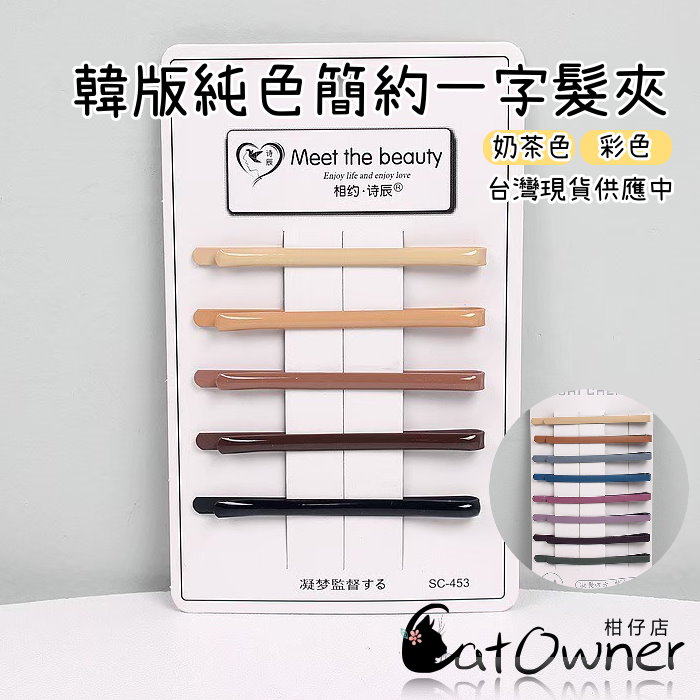 韓版純色簡約一字髮夾
奶茶色 彩色
台灣現貨供應中
诗辰
Meet the beauty
Enjoy life and enjoy love
相约·诗辰®
凝梦監督する SC-453
柑仔店
CatOwner